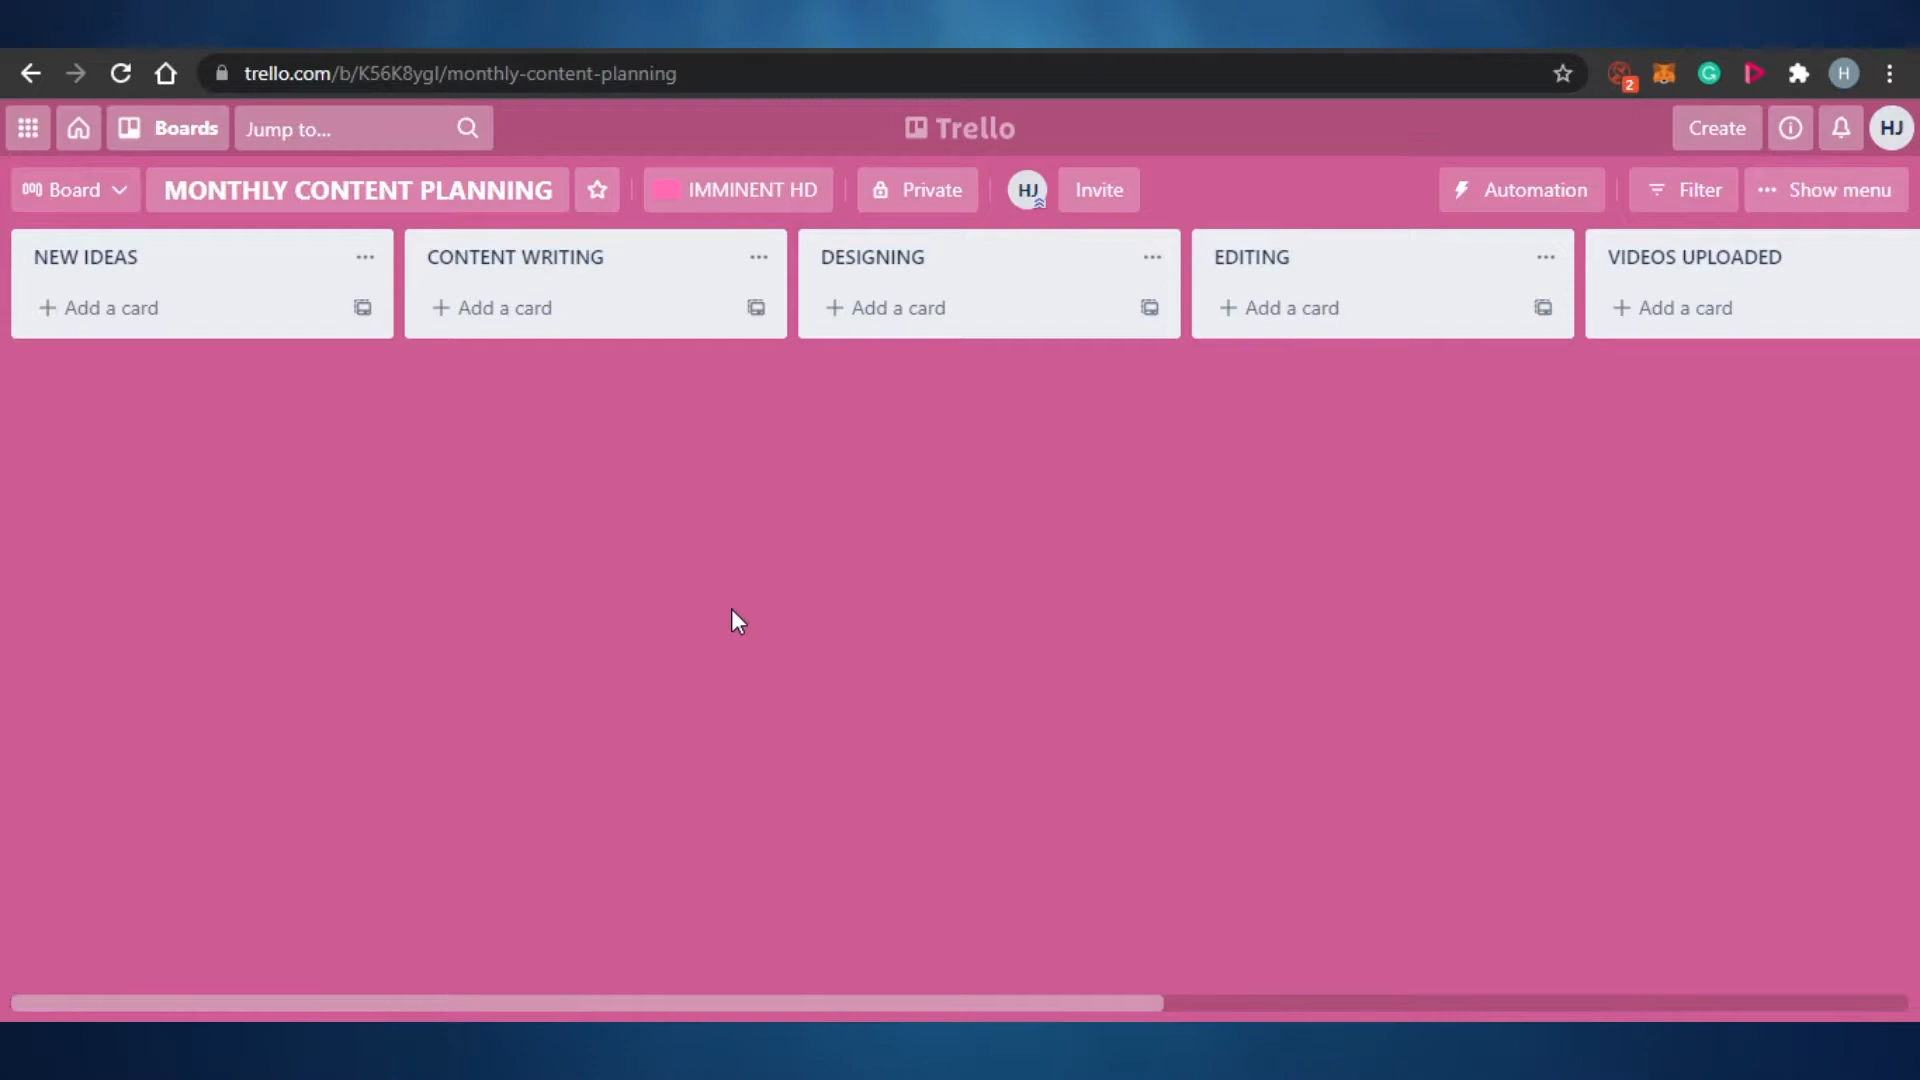 trello.com/b/K56K8ygI/monthly-content-planning
2
H
Boards
Jump to...
Trello
Create
HJ
Board
MONTHLY CONTENT PLANNING
IMMINENT HD
Private
HJ
Invite
Automation
Filter
Show menu
NEW IDEAS
CONTENT WRITING
DESIGNING
EDITING
VIDEOS UPLOADED
Add a card
Add a card
Add a card
Add a card
Add a card